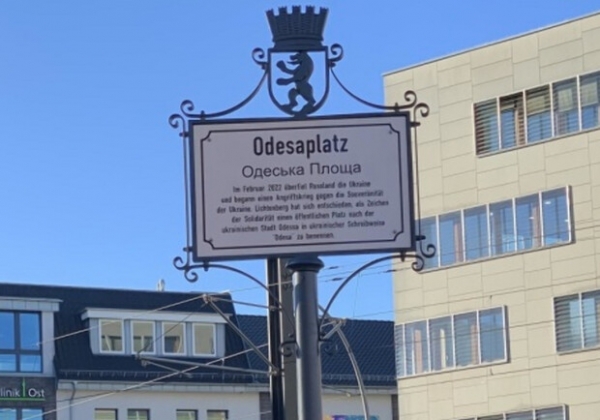 Odesaplatz
Одеська Площа
Im Februar 2022 überfiel Russland die Ukraine
und begann einen Angriffskrieg gegen die Souveränität
der Ukraine. Lichtenberg hat sich entschieden, als Zeichen
der Solidarität einen öffentlichen Platz nach der
ukrainischen Stadt Odessa in ukrainischer Schreibweise
"Odesa" zu benennen.
linik Ost